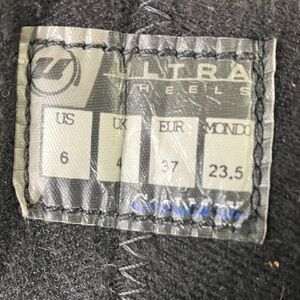 ULTRA
WHEELS
US UK EUR MONDO
6 4 37 23.5